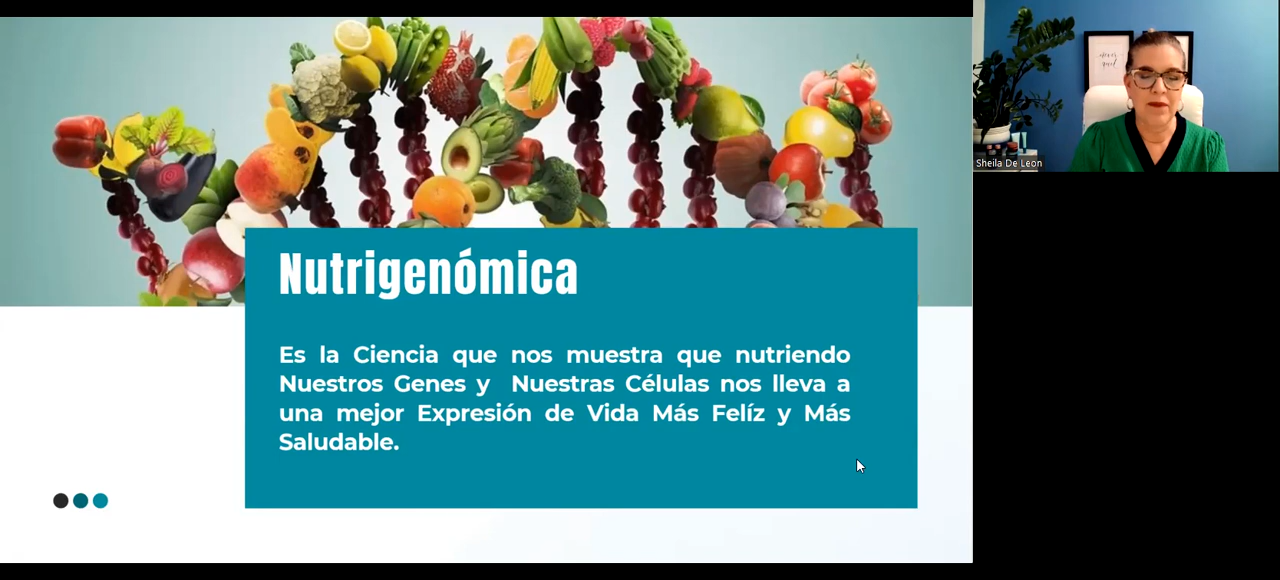 Nutrigenómica
Es la Ciencia que nos muestra que nutriendo
Nuestros Genes y Nuestras Células nos lleva a
una mejor Expresión de Vida Más Felíz y Más
Saludable.
Sheila De Leon